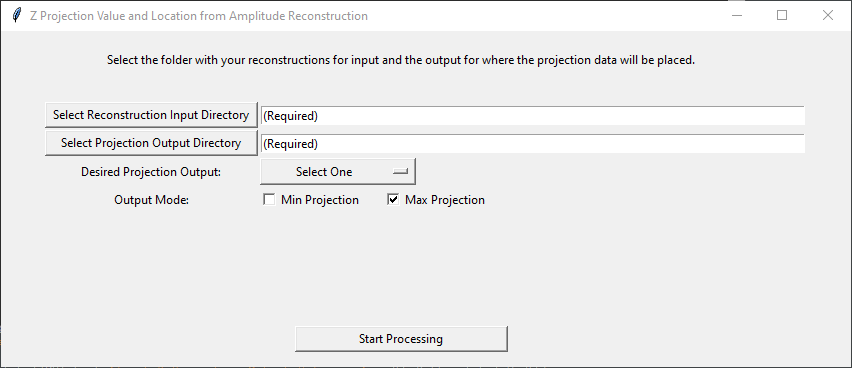 Z Projection Value and Location from Amplitude Reconstruction
Select the folder with your reconstructions for input and the output for where the projection data will be placed.
Select Reconstruction Input Directory (Required)
Select Projection Output Directory (Required)
Desired Projection Output: Select One
Output Mode: Min Projection Max Projection
Start Processing